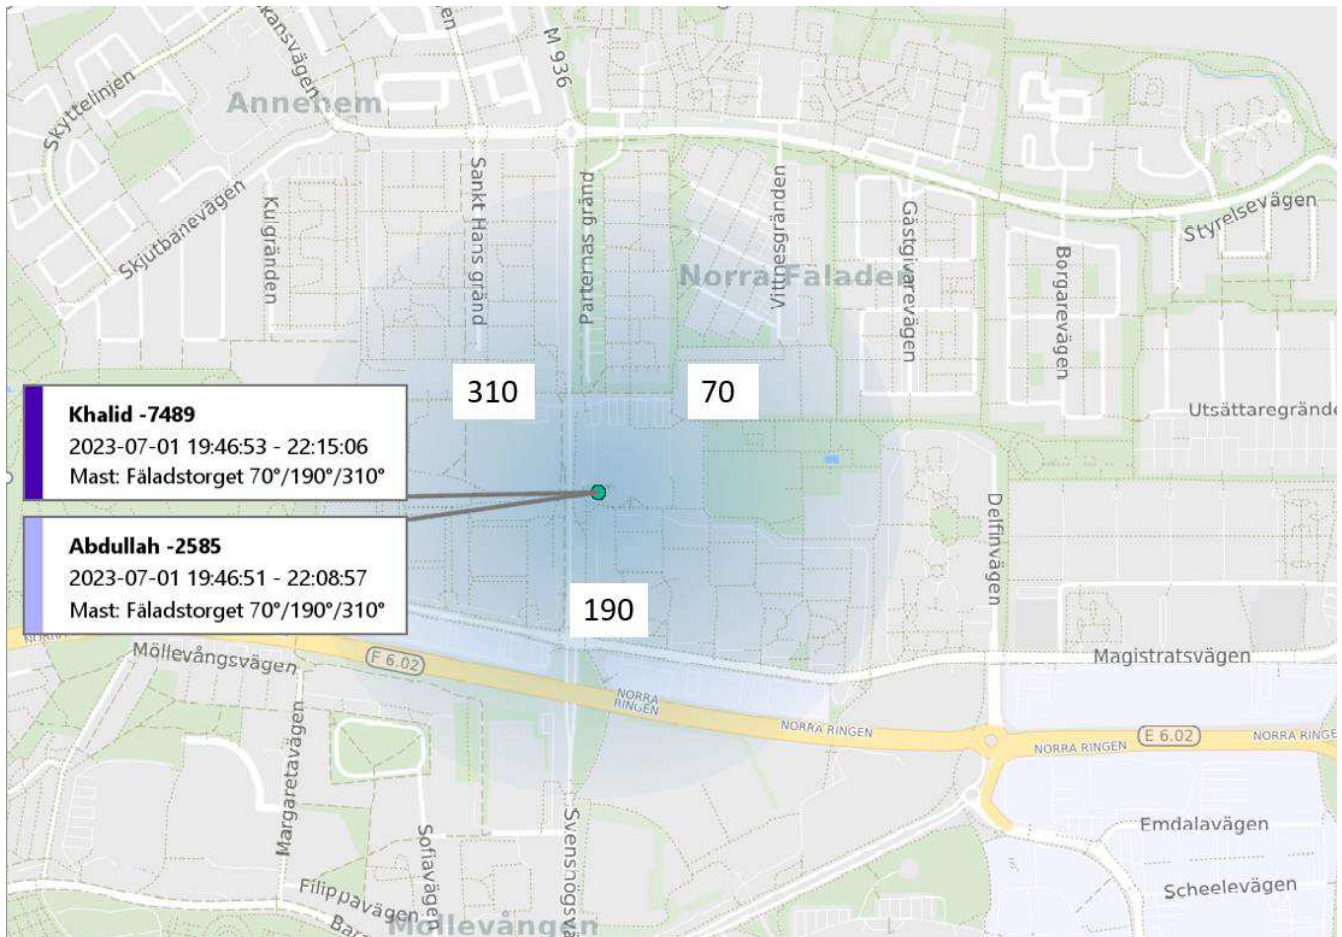 kansvägen
M 936
Skyttelinjen
Annehem
Skjutbanevägen
Kulgränden
Sankt Hans gränd
Parternas gränd
Vittnesgränden
Norra Fäladen
Gästgivarevägen
Borgarevägen
Styrelsevägen
310
70
Khalid -7489
2023-07-01 19:46:53 - 22:15:06
Mast: Fäladstorget 70°/190°/310°
Utsättaregrände
Abdullah -2585
2023-07-01 19:46:51 - 22:08:57
Mast: Fäladstorget 70°/190°/310°
Delfinvägen
190
Möllevångsvägen
F 6.02
NORRA
RINGEN
NORRA RINGEN
Magistratsvägen
NORRA RINGEN
E 6.02
NORRA RINGE
Margaretavägen
Sofiavägen
Svenshögsvä
Emdalavägen
Scheelevägen
Filippavägen
Möllevången